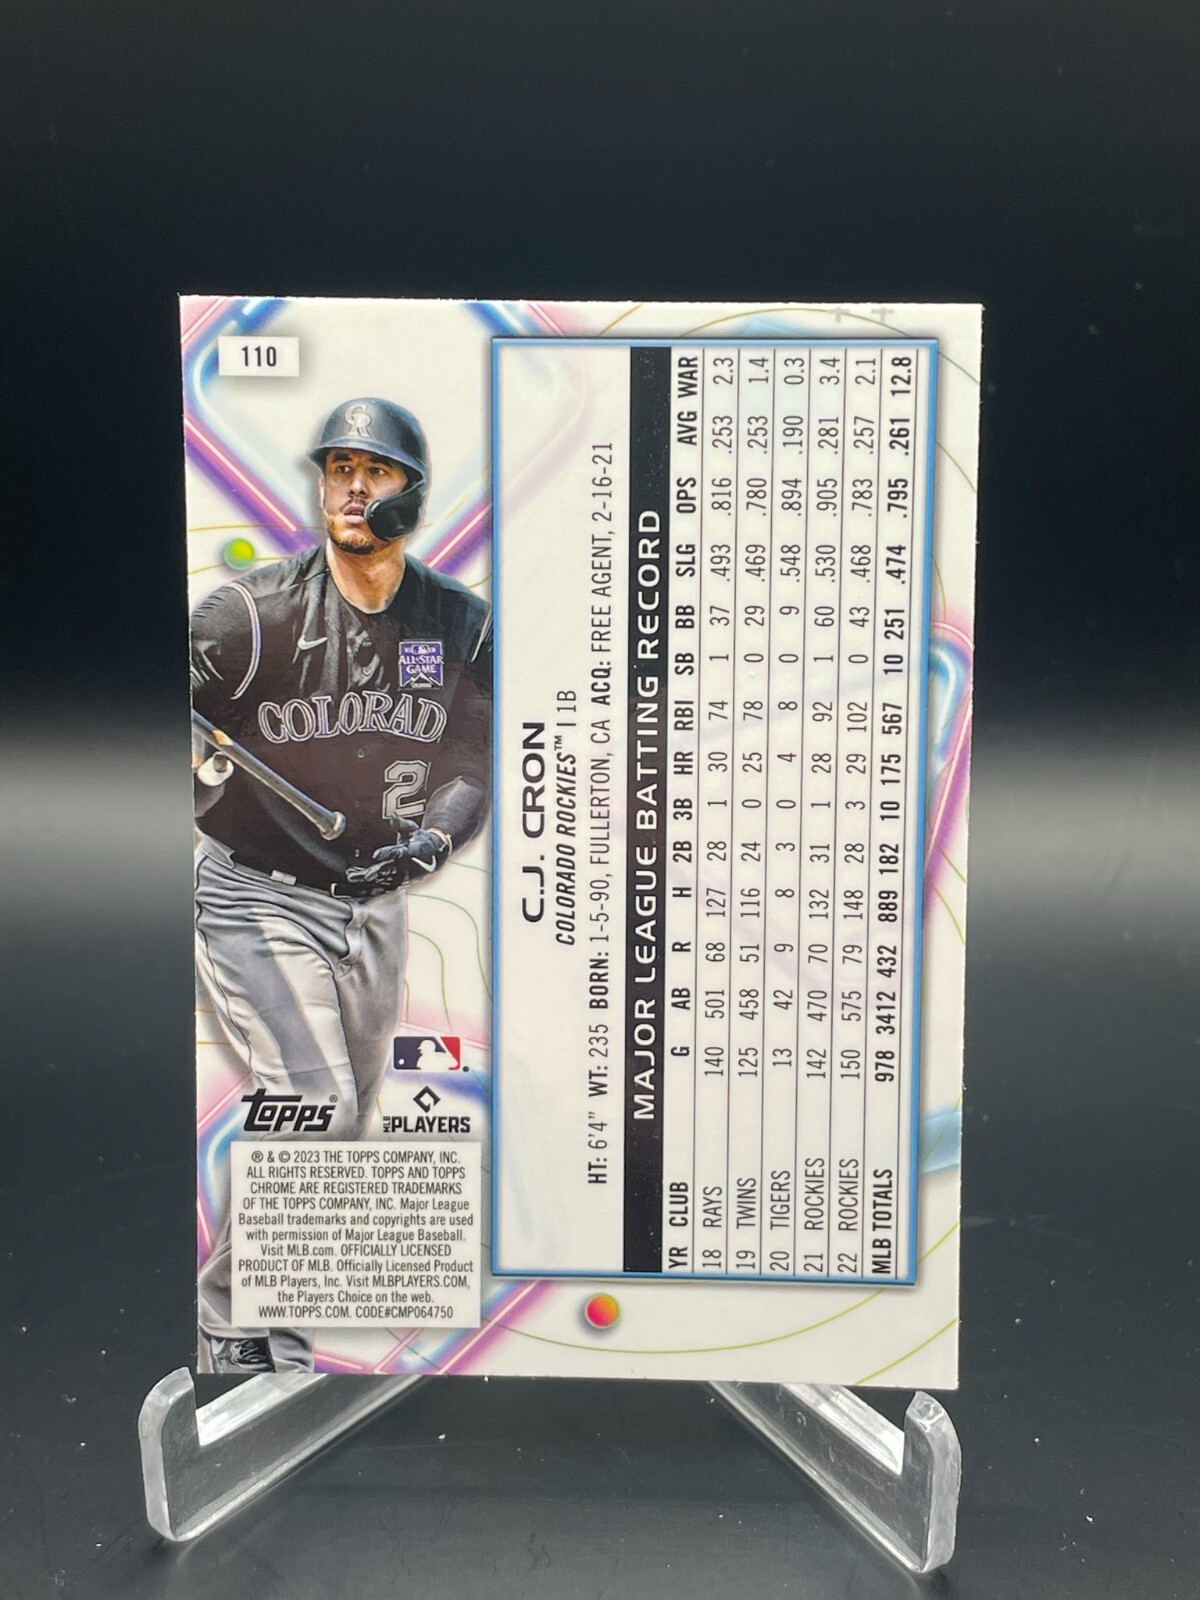 110
CR
ALL-STAR
GAME
COLORAD
2
TOPPS®
MLB PLAYERS
® & © 2023 THE TOPPS COMPANY, INC.
ALL RIGHTS RESERVED. TOPPS AND TOPPS
CHROME ARE REGISTERED TRADEMARKS
OF THE TOPPS COMPANY, INC. Major League
Baseball trademarks and copyrights are used
with permission of Major League Baseball.
Visit MLB.com. OFFICIALLY LICENSED
PRODUCT OF MLB. Officially Licensed Product
of MLB Players, Inc. Visit MLBPLAYERS.COM,
the Players Choice on the web.
WWW.TOPPS.COM. CODE#CMP064750
C.J. CRON
COLORADO ROCKIES™ | 1B
HT: 6'4" WT: 235 BORN: 1-5-90, FULLERTON, CA ACQ: FREE AGENT, 2-16-21
MAJOR LEAGUE BATTING RECORD
YR CLUB G AB R H 2B 3B HR RBI SB BB SLG OPS AVG WAR
18 RAYS 140 501 68 127 28 1 30 74 1 37 .493 .816 .253 2.3
19 TWINS 125 458 51 116 24 0 25 78 0 29 .469 .780 .253 1.4
20 TIGERS 13 42 9 8 3 0 4 8 0 9 .548 .894 .190 0.3
21 ROCKIES 142 470 70 132 31 1 28 92 1 60 .530 .905 .281 3.4
22 ROCKIES 150 575 79 148 28 3 29 102 0 43 .468 .783 .257 2.1
MLB TOTALS 978 3412 432 889 182 10 175 567 10 251 .474 .795 .261 12.8